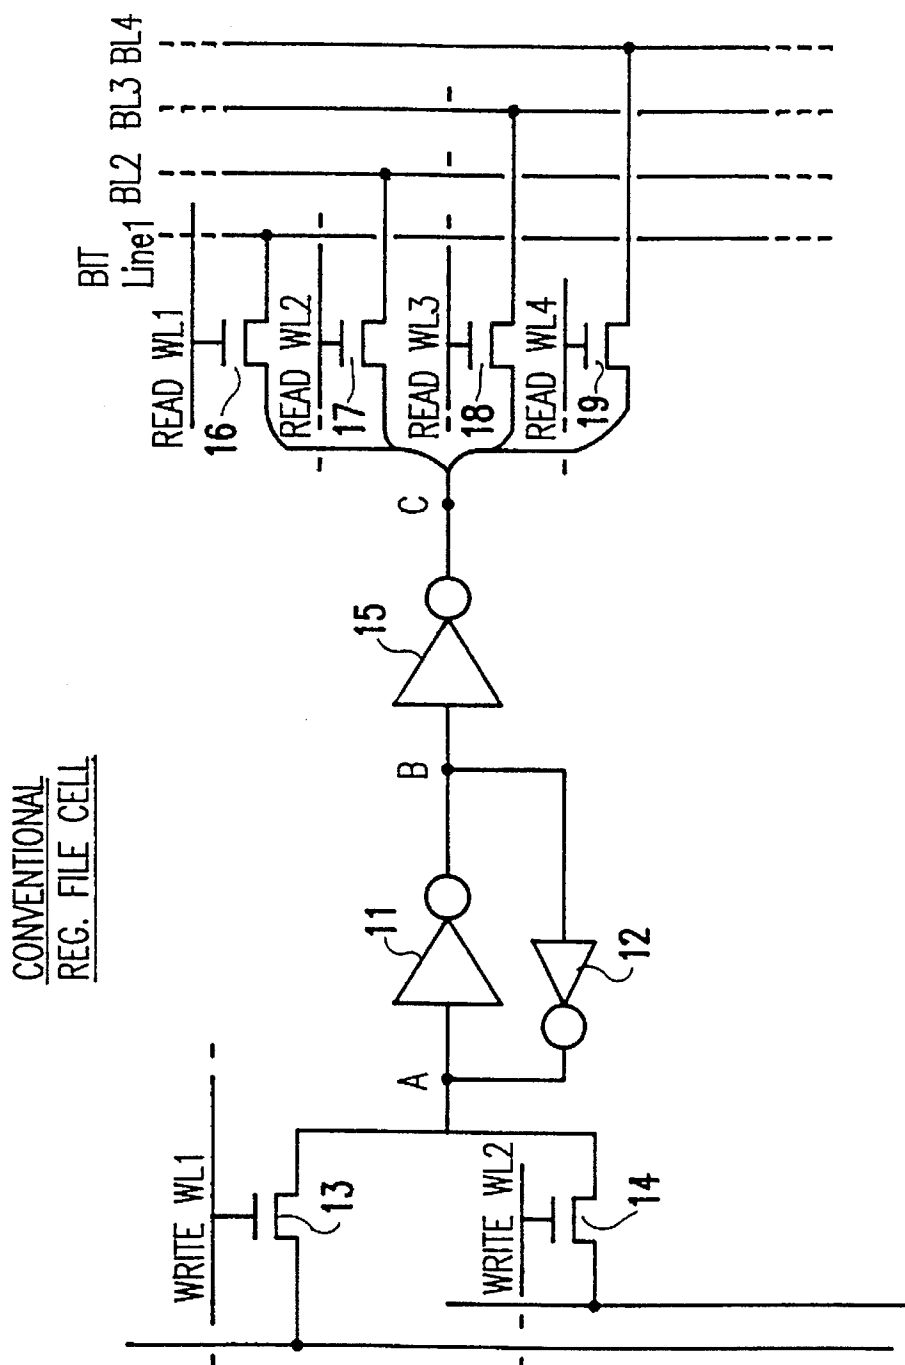 CONVENTIONAL
REG. FILE CELL
WRITE WL1
13
WRITE WL2
14
A
11
12
B
15
C
READ WL1
16
READ WL2
17
READ WL3
18
READ WL4
19
BIT
Line1
BL2
BL3
BL4